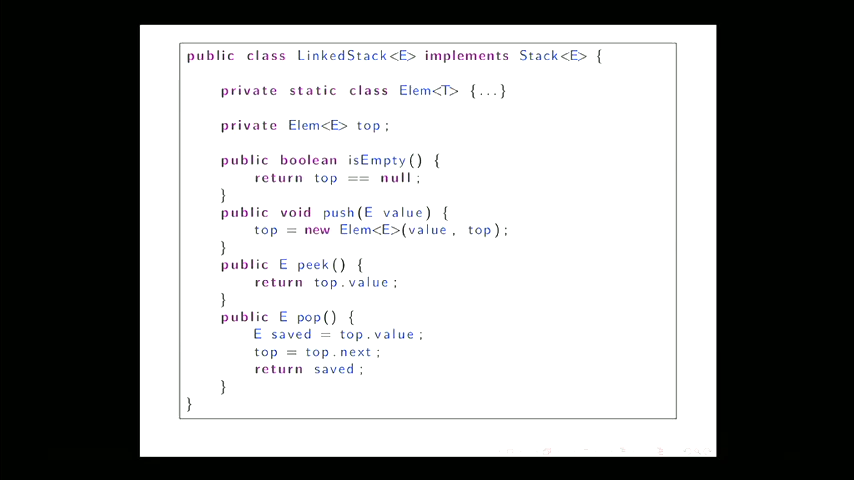 public class LinkedStack<E> implements Stack<E> {
private static class Elem<T> {...}
private Elem<E> top;
public boolean isEmpty() {
return top == null;
}
public void push(E value) {
top = new Elem<E>(value, top);
}
public E peek() {
return top.value;
}
public E pop() {
E saved = top.value;
top = top.next;
return saved;
}
}